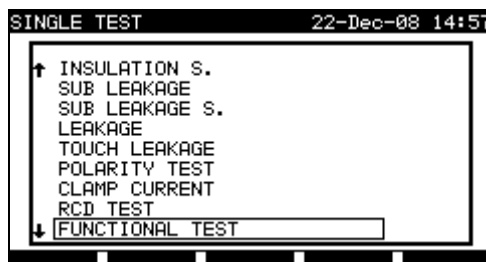 SINGLE TEST 22-Dec-08 14:57
INSULATION S.
SUB LEAKAGE
SUB LEAKAGE S.
LEAKAGE
TOUCH LEAKAGE
POLARITY TEST
CLAMP CURRENT
RCD TEST
FUNCTIONAL TEST